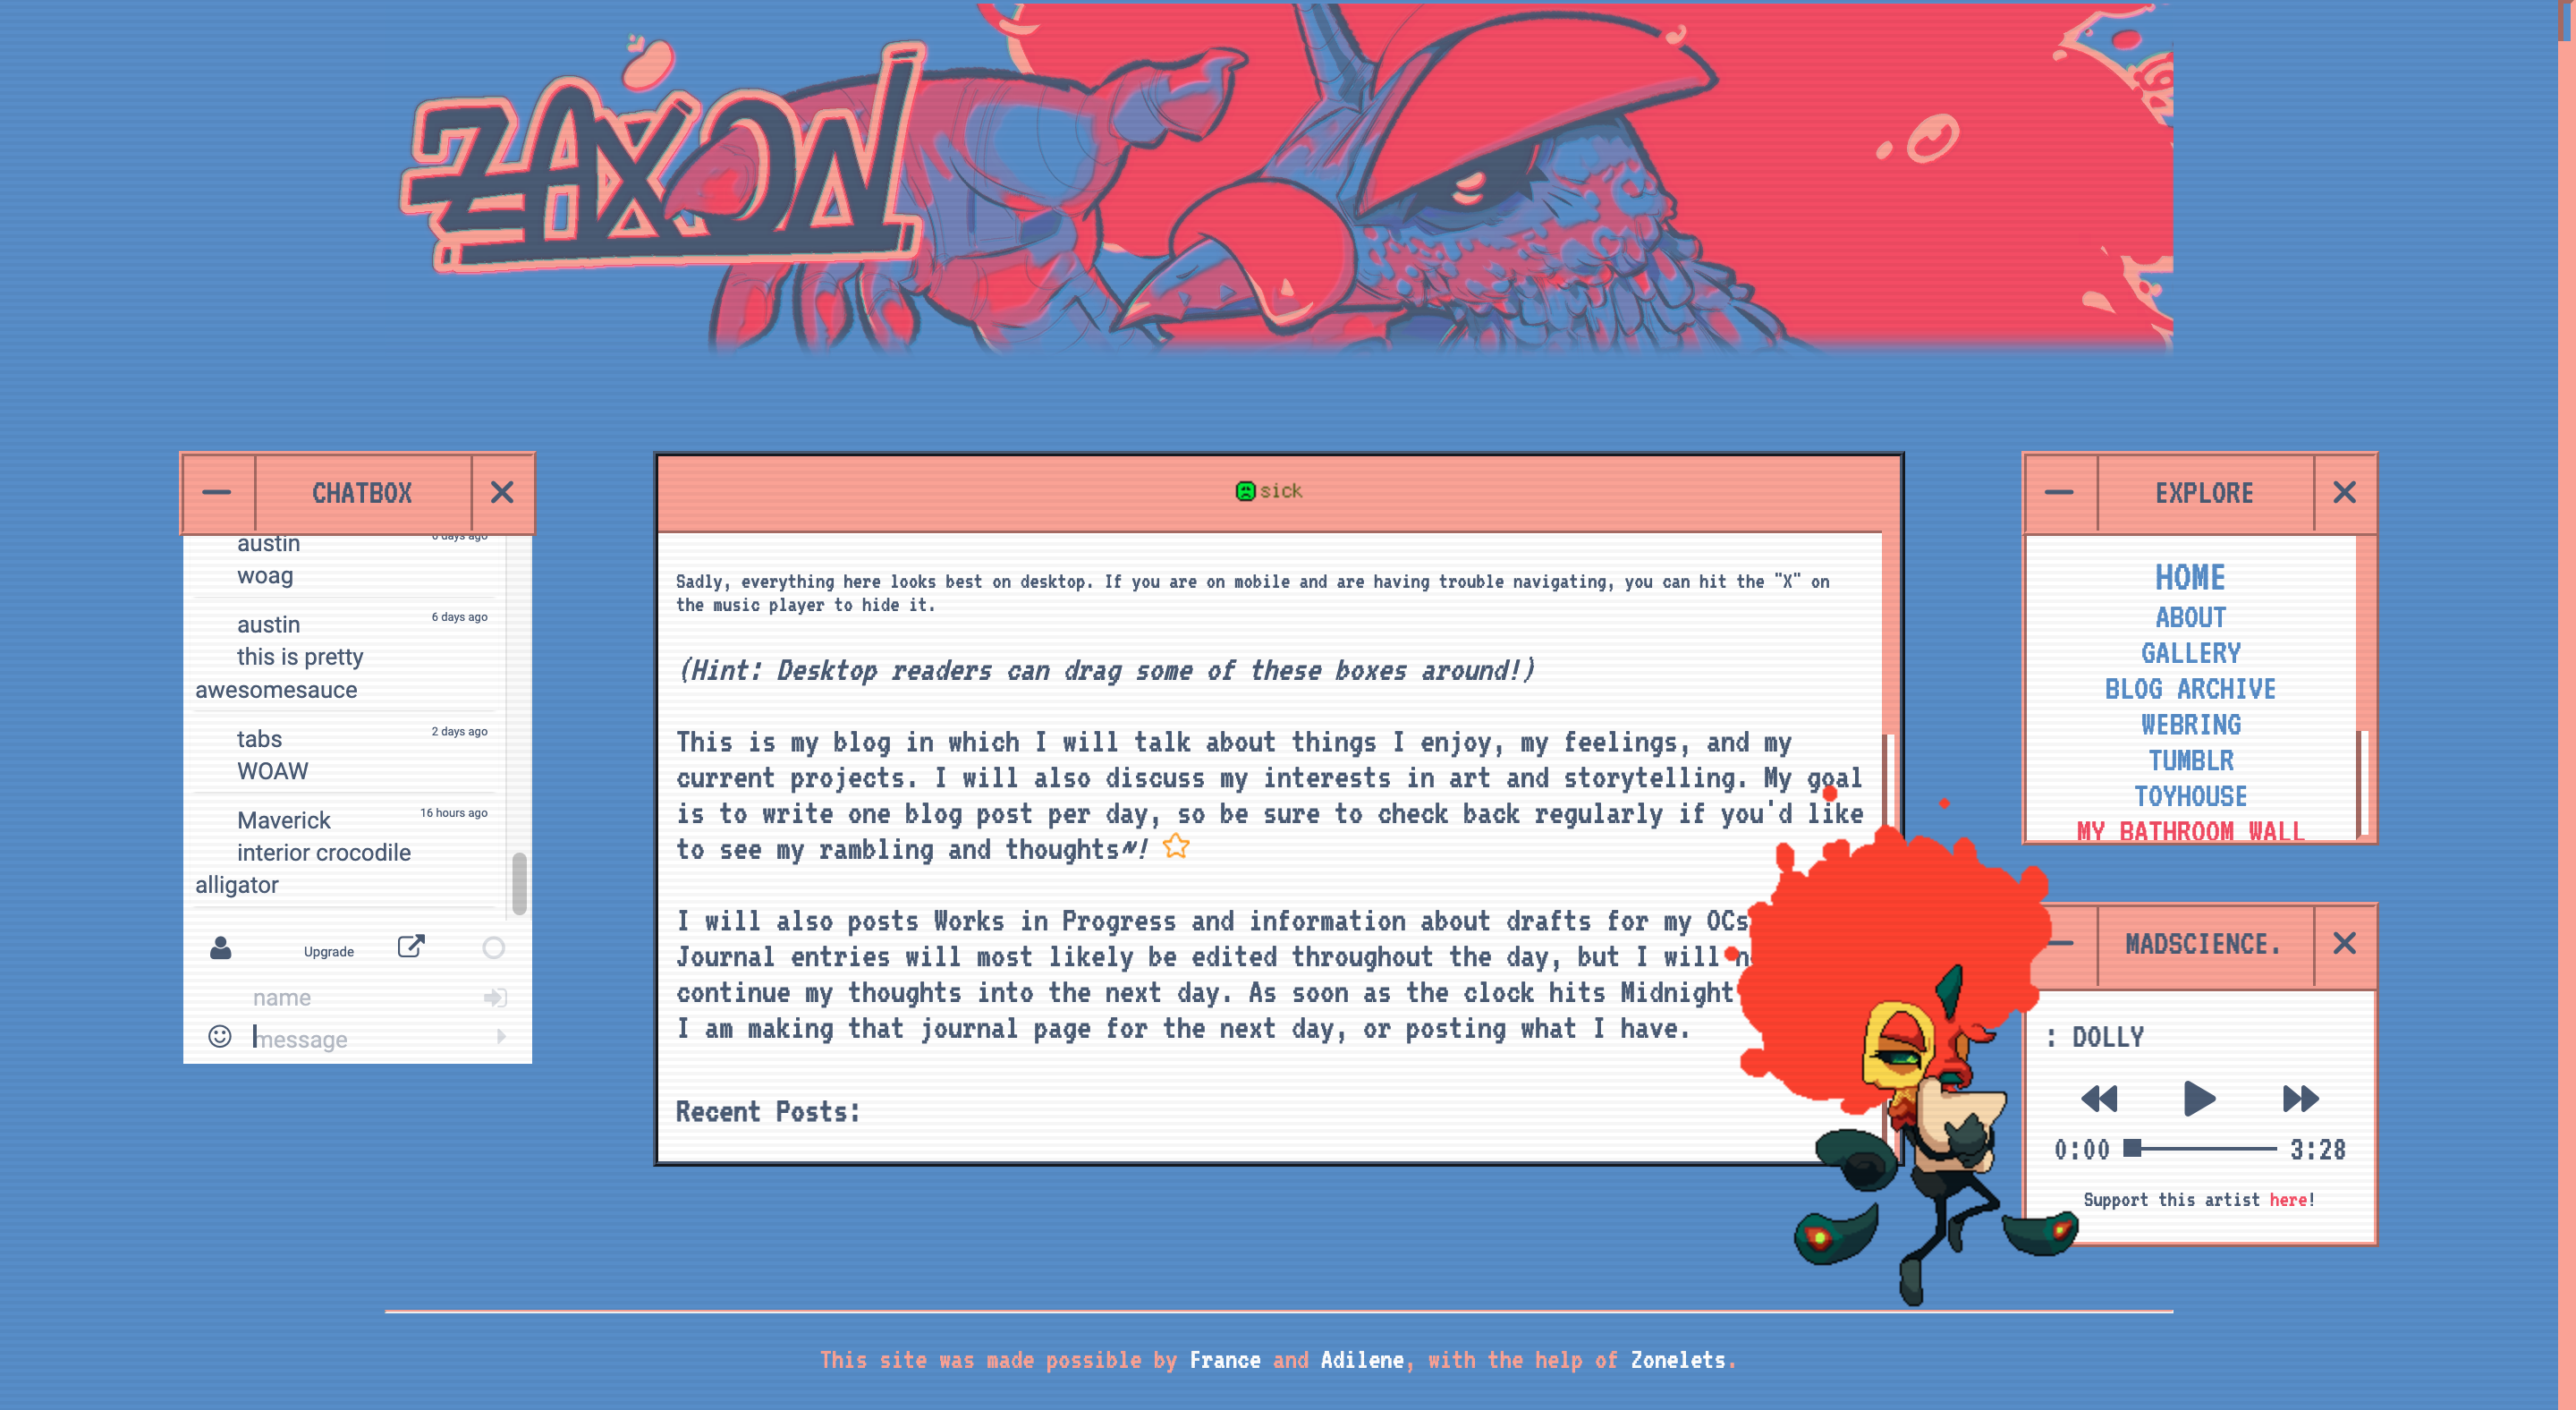 ZAXON
CHATBOX
austin
6 days ago
woag
austin
6 days ago
this is pretty
awesomesauce
tabs
2 days ago
WOAW
Maverick
16 hours ago
interior crocodile
alligator
Upgrade
name
message
sick
Sadly, everything here looks best on desktop. If you are on mobile and are having trouble navigating, you can hit the "X" on
the music player to hide it.
(Hint: Desktop readers can drag some of these boxes around!)
This is my blog in which I will talk about things I enjoy, my feelings, and my
current projects. I will also discuss my interests in art and storytelling. My goal
is to write one blog post per day, so be sure to check back regularly if you'd like
to see my rambling and thoughts~!
I will also posts Works in Progress and information about drafts for my OCs
Journal entries will most likely be edited throughout the day, but I will
continue my thoughts into the next day. As soon as the clock hits Midnight
I am making that journal page for the next day, or posting what I have.
Recent Posts:
EXPLORE
HOME
ABOUT
GALLERY
BLOG ARCHIVE
WEBRING
TUMBLR
TOYHOUSE
MY BATHROOM WALL
MADSCIENCE.
: DOLLY
0:00
3:28
Support this artist here!
This site was made possible by France and Adilene, with the help of Zonelets.